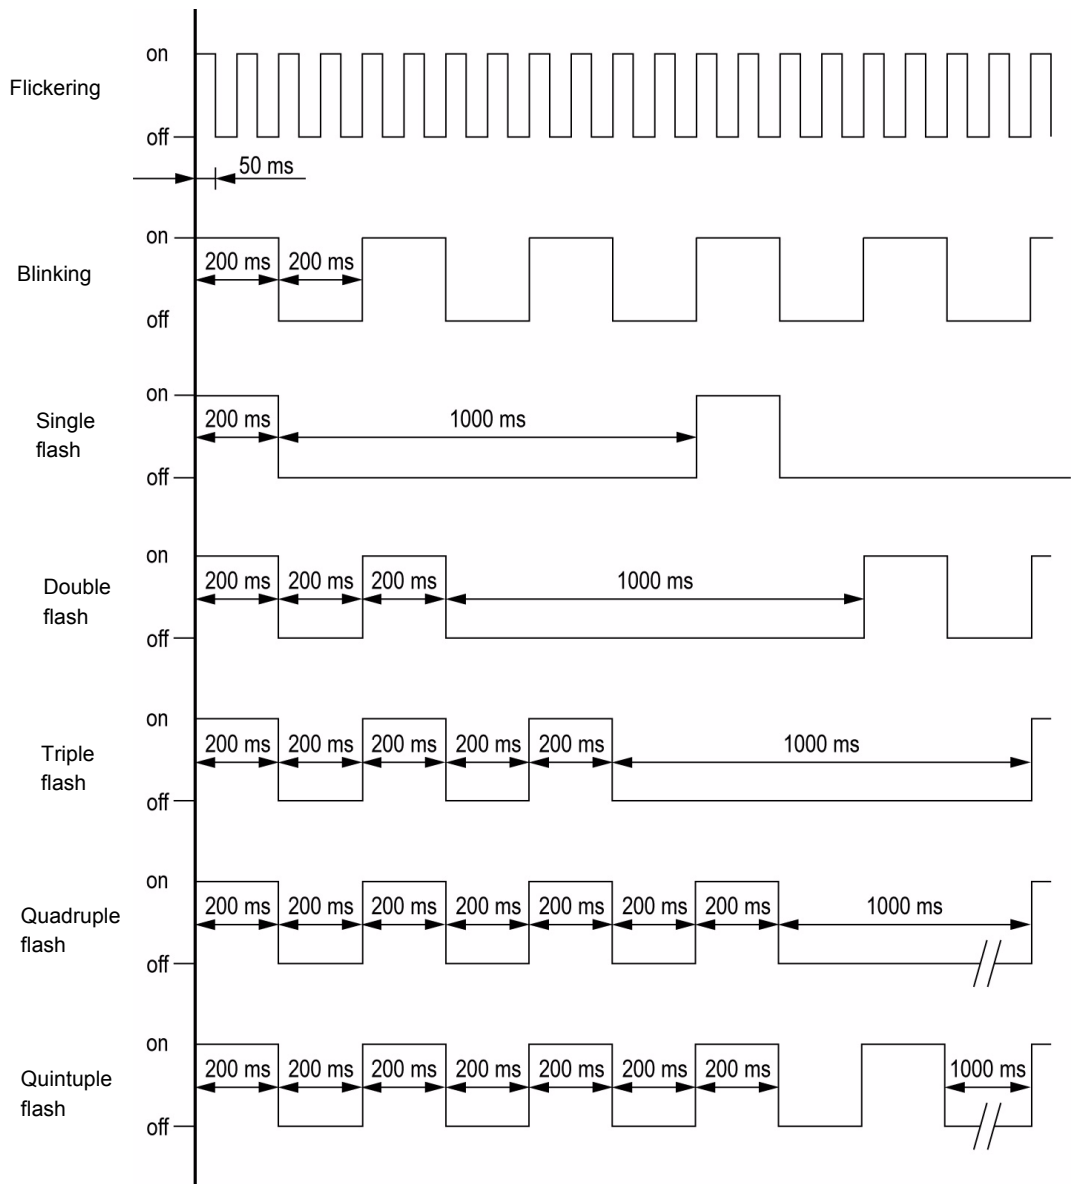 on
Flickering
off
50 ms
on
200 ms 200 ms
Blinking
off
on
Single
flash
200 ms 1000 ms
off
on
Double
flash
200 ms 200 ms 200 ms 1000 ms
off
on
Triple
flash
200 ms 200 ms 200 ms 200 ms 200 ms 1000 ms
off
on
Quadruple
flash
200 ms 200 ms 200 ms 200 ms 200 ms 200 ms 200 ms 1000 ms
off
on
Quintuple
flash
200 ms 200 ms 200 ms 200 ms 200 ms 200 ms 200 ms 1000 ms
off